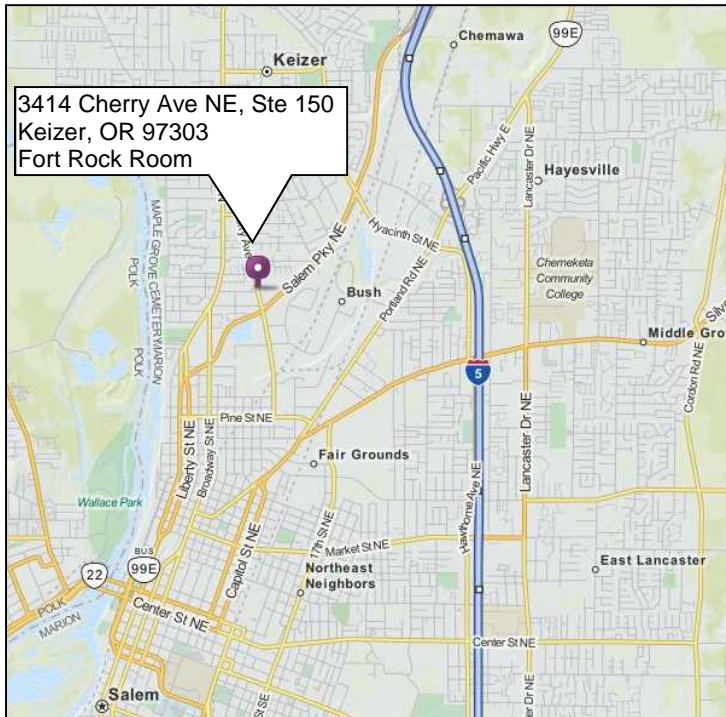 Chemawa
99E
Keizer
3414 Cherry Ave NE, Ste 150
Keizer, OR 97303
Fort Rock Room
Pacific Hwy E
Lancaster Dr NE
Hayesville
Hyacinth St NE
Salem Pky NE
MAPLE GROVE CEMETERY
MARION
POLK
Chemeketa
Community
College
Bush
Portland Rd NE
Middle Gro
5
Cordon Rd NE
MARION
POLK
Pine St NE
Liberty St NE
Broadway St NE
Fair Grounds
Lancaster Dr NE
Hawthorne Ave NE
Wallace Park
Capitol St NE
17th St NE
Market St NE
BUS
99E
22
Northeast
Neighbors
East Lancaster
POLK
MARION
Center St NE
Center St NE
Salem